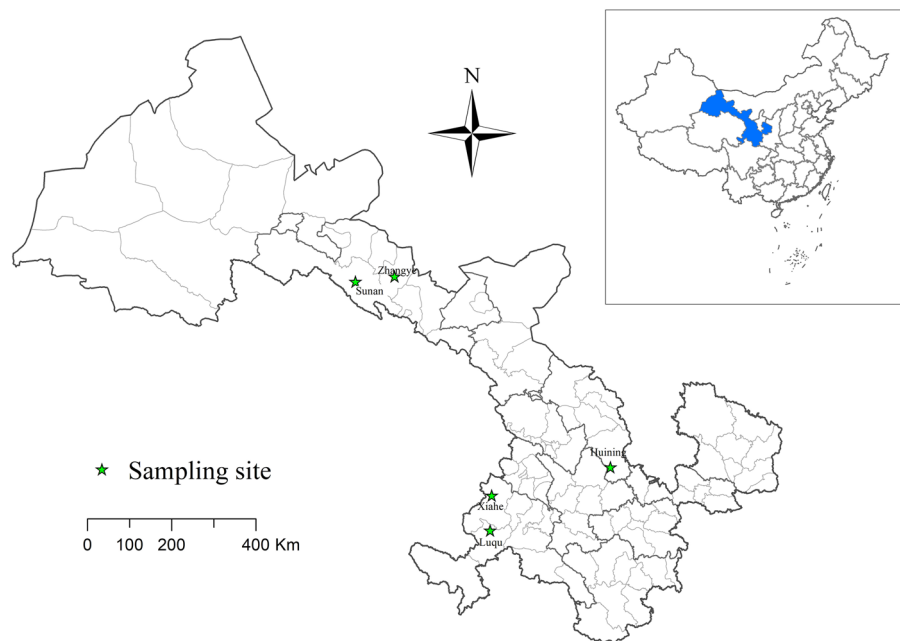 N
Zhangye
Sunan
Huining
Xiahe
Luqu
Sampling site
0 100 200 400 Km